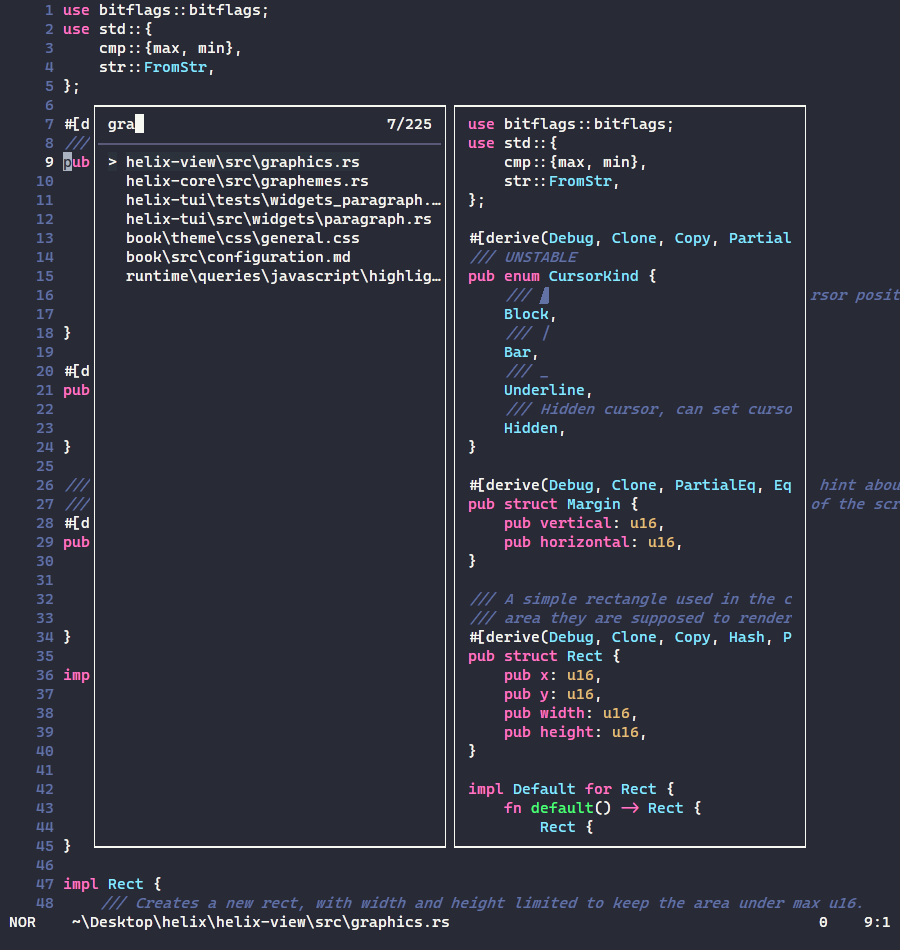 1 use bitflags::bitflags;
2 use std::{
3 cmp::{max, min},
4 str::FromStr,
5 };
6
7 #[d
8 ///
9 pub
10
11
12
13
14
15
16 rsor posit
17
18 }
19
20 #[d
21 pub
22
23
24 }
25
26 /// hint abou
27 /// of the scr
28 #[d
29 pub
30
31
32
33
34 }
35
36 imp
37
38
39
40
41
42
43
44
45 }
46
47 impl Rect {
48 /// Creates a new rect, with width and height limited to keep the area under max u16.
gra 7/225
> helix-view\src\graphics.rs
helix-core\src\graphemes.rs
helix-tui\tests\widgets_paragraph.…
helix-tui\src\widgets\paragraph.rs
book\theme\css\general.css
book\src\configuration.md
runtime\queries\javascript\highlig…
use bitflags::bitflags;
use std::{
cmp::{max, min},
str::FromStr,
};
#[derive(Debug, Clone, Copy, Partial
/// UNSTABLE
pub enum CursorKind {
/// █
Block,
/// |
Bar,
/// _
Underline,
/// Hidden cursor, can set curso
Hidden,
}
#[derive(Debug, Clone, PartialEq, Eq
pub struct Margin {
pub vertical: u16,
pub horizontal: u16,
}
/// A simple rectangle used in the c
/// area they are supposed to render
#[derive(Debug, Clone, Copy, Hash, P
pub struct Rect {
pub x: u16,
pub y: u16,
pub width: u16,
pub height: u16,
}
impl Default for Rect {
fn default() -> Rect {
Rect {
NOR ~\Desktop\helix\helix-view\src\graphics.rs 0 9:1